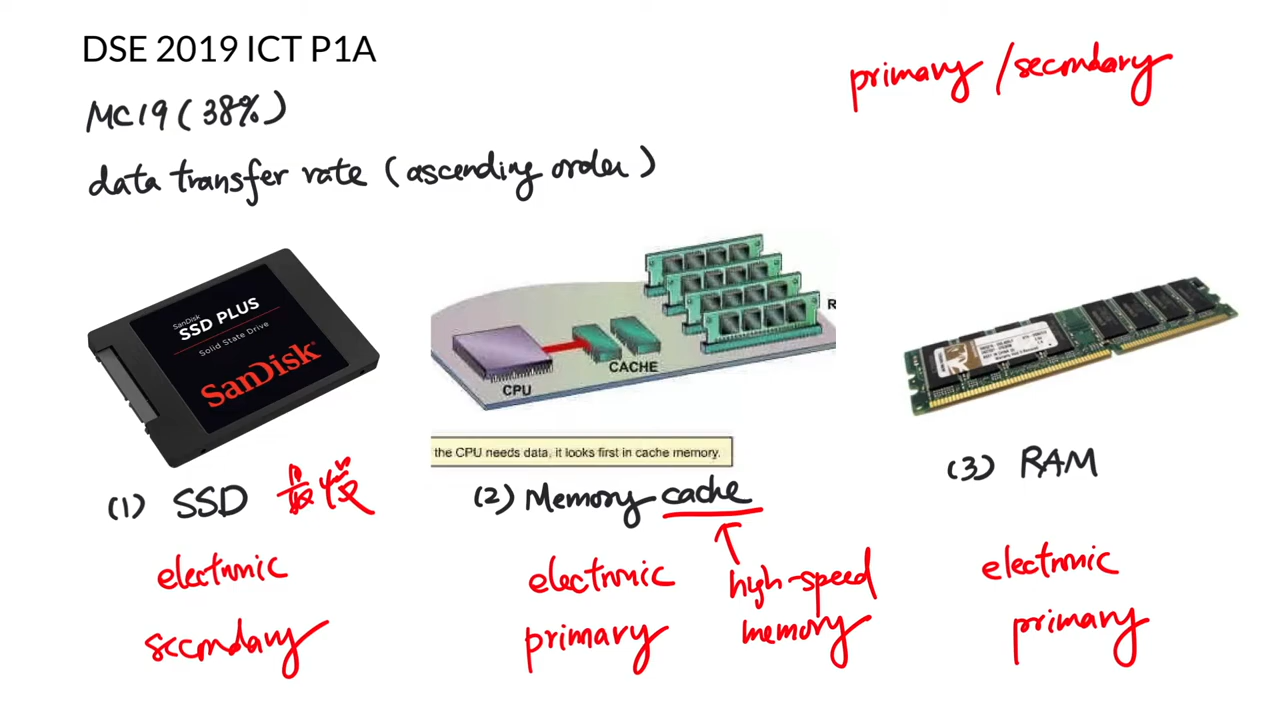 DSE 2019 ICT P1A
primary / secondary
MC19 (38%)
data transfer rate (ascending order)
SanDisk
SSD PLUS
Solid State Drive
SanDisk
CPU
CACHE
R
the CPU needs data, it looks first in cache memory.
(1) SSD 最慢
(2) Memory cache
(3) RAM
electronic
secondary
electronic
primary
high-speed
memory
electronic
primary